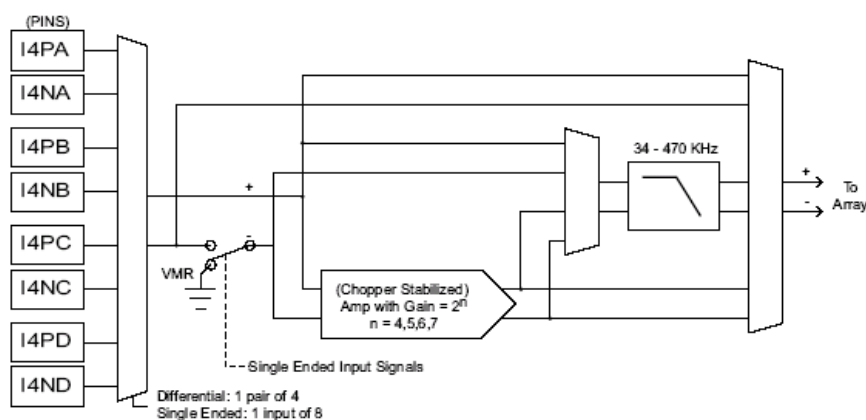 (PINS)
I4PA
I4NA
I4PB
I4NB
I4PC
I4NC
I4PD
I4ND
+
-
VMR
34 - 470 KHz
(Chopper Stabilized)
Amp with Gain = 2ⁿ
n = 4,5,6,7
+
-
To
Array
Single Ended Input Signals
Differential: 1 pair of 4
Single Ended: 1 input of 8